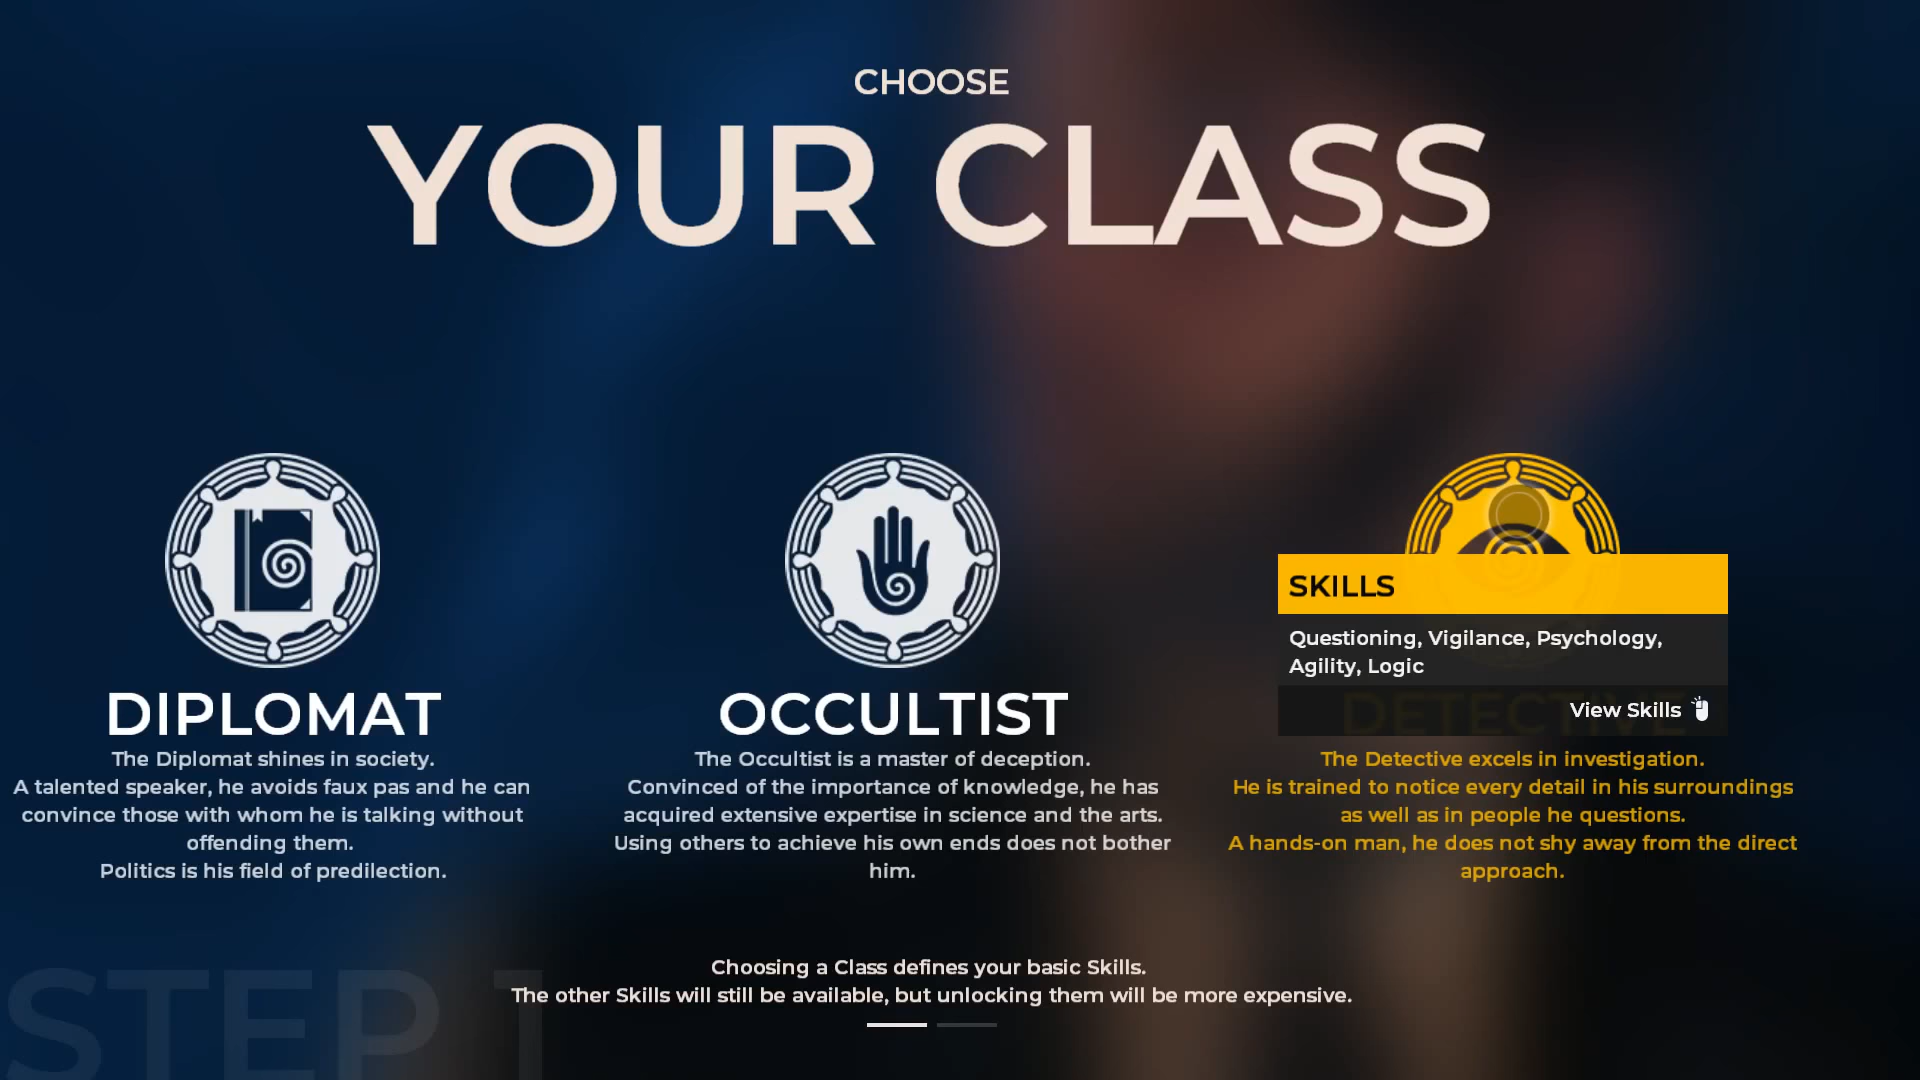 CHOOSE
YOUR CLASS
SKILLS
Questioning, Vigilance, Psychology,
Agility, Logic
View Skills
DIPLOMAT
The Diplomat shines in society.
A talented speaker, he avoids faux pas and he can
convince those with whom he is talking without
offending them.
Politics is his field of predilection.
OCCULTIST
The Occultist is a master of deception.
Convinced of the importance of knowledge, he has
acquired extensive expertise in science and the arts.
Using others to achieve his own ends does not bother
him.
DETECTIVE
The Detective excels in investigation.
He is trained to notice every detail in his surroundings
as well as in people he questions.
A hands-on man, he does not shy away from the direct
approach.
Choosing a Class defines your basic Skills.
The other Skills will still be available, but unlocking them will be more expensive.
STEP 1